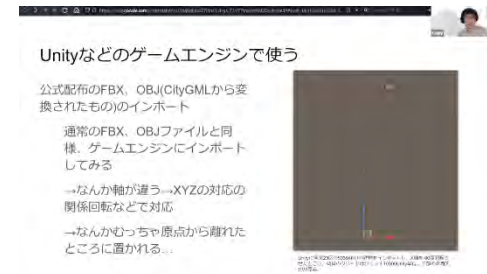 Unityなどのゲームエンジンで使う
公式配布のFBX、OBJ(CityGMLから変
換されたもの)のインポート
通常のFBX、OBJファイルと同
様、ゲームエンジンにインポート
してみる
→なんか軸が違う→XYZの対応の
関係回転などで対応
→なんかむっちゃ原点から離れた
ところに置かれる…